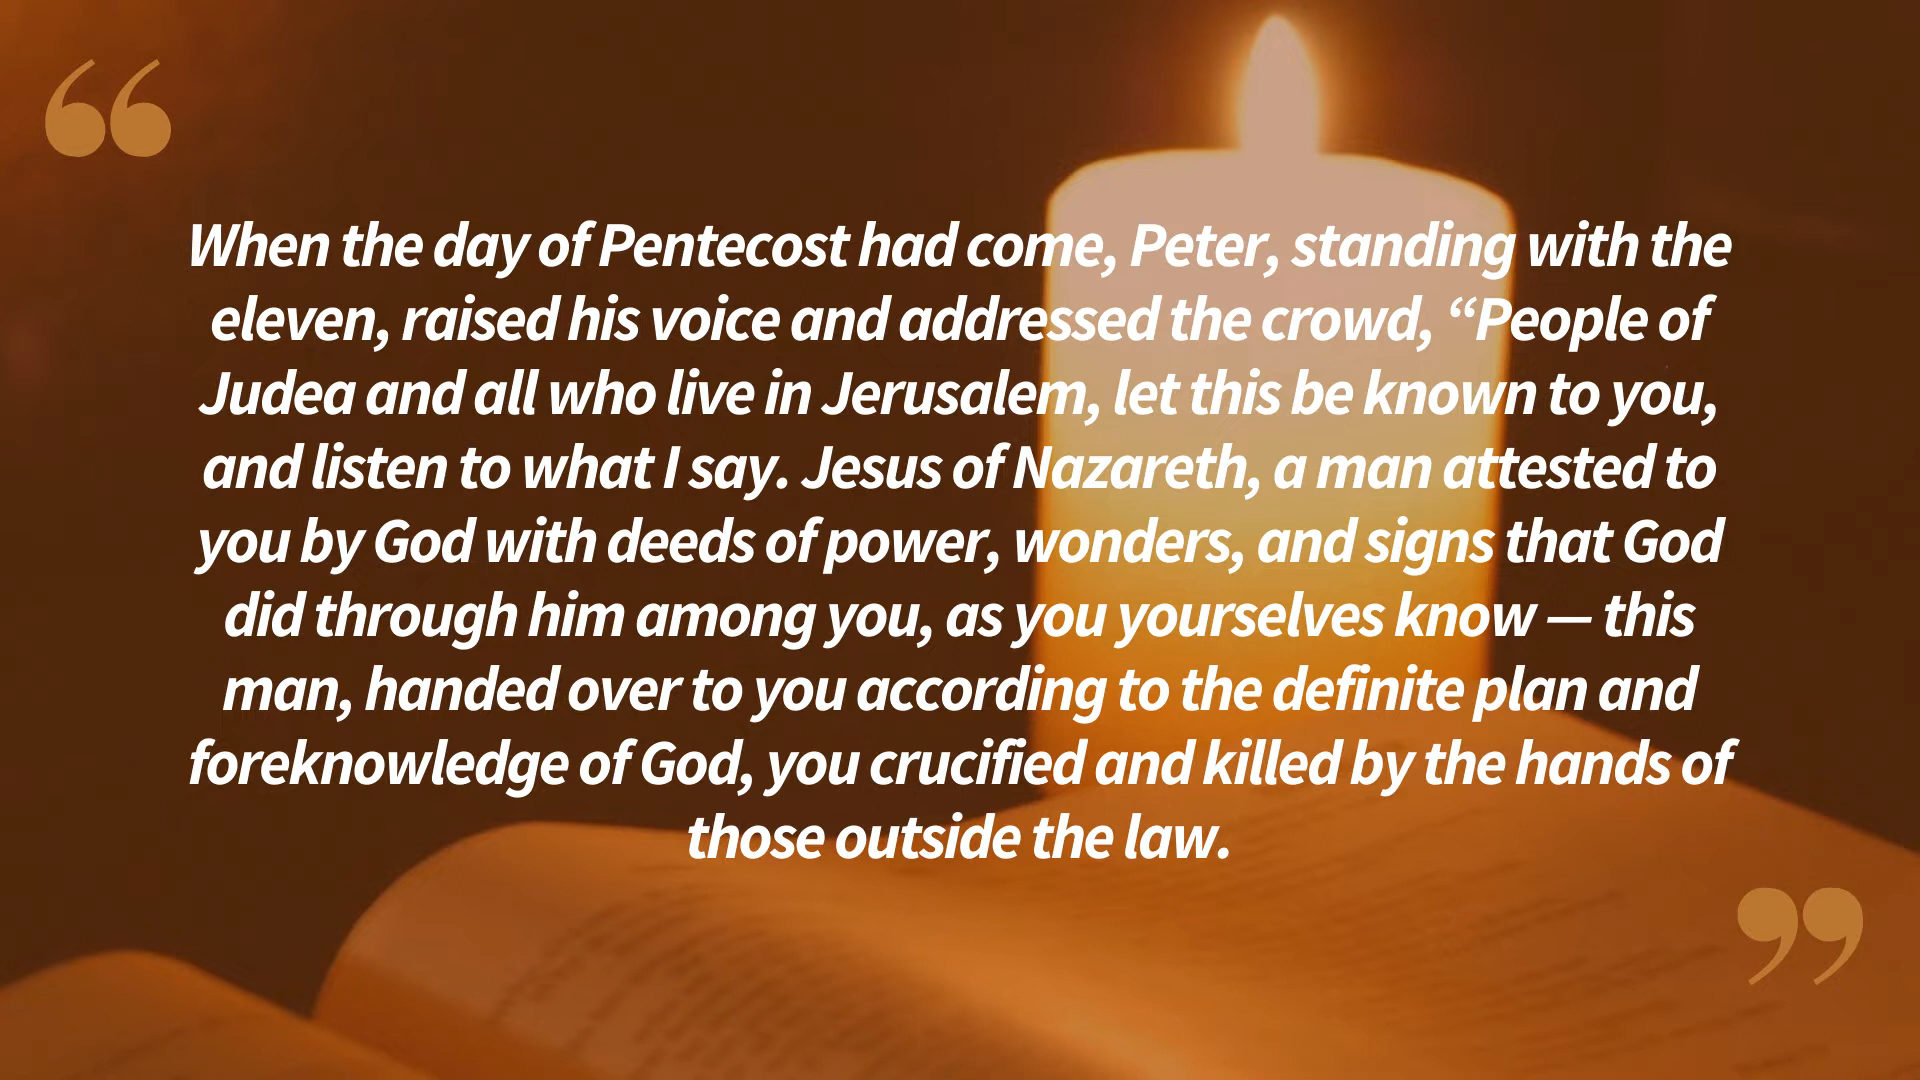 “
When the day of Pentecost had come, Peter, standing with the
eleven, raised his voice and addressed the crowd, “People of
Judea and all who live in Jerusalem, let this be known to you,
and listen to what I say. Jesus of Nazareth, a man attested to
you by God with deeds of power, wonders, and signs that God
did through him among you, as you yourselves know — this
man, handed over to you according to the definite plan and
foreknowledge of God, you crucified and killed by the hands of
those outside the law.
”